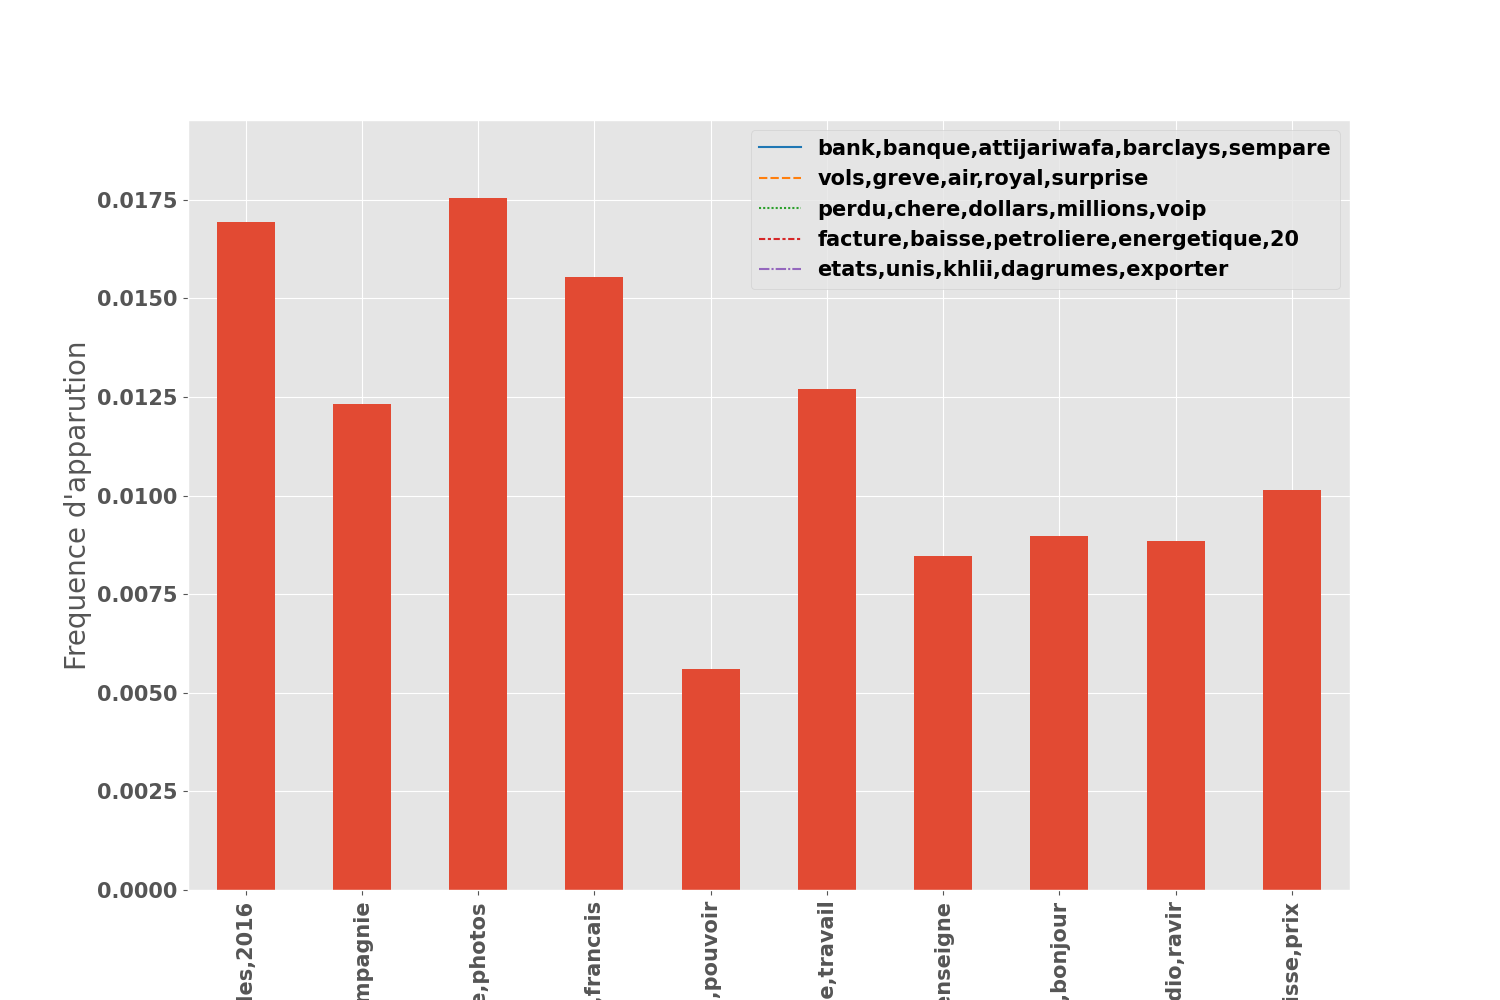 bank,banque,attijariwafa,barclays,sempare
vols,greve,air,royal,surprise
perdu,chere,dollars,millions,voip
facture,baisse,petroliere,energetique,20
etats,unis,khlii,dagrumes,exporter
Frequence d'apparution
0.0175
0.0150
0.0125
0.0100
0.0075
0.0050
0.0025
0.0000
les,2016
mpagnie
e,photos
,francais
,pouvoir
e,travail
enseigne
,bonjour
dio,ravir
isse,prix